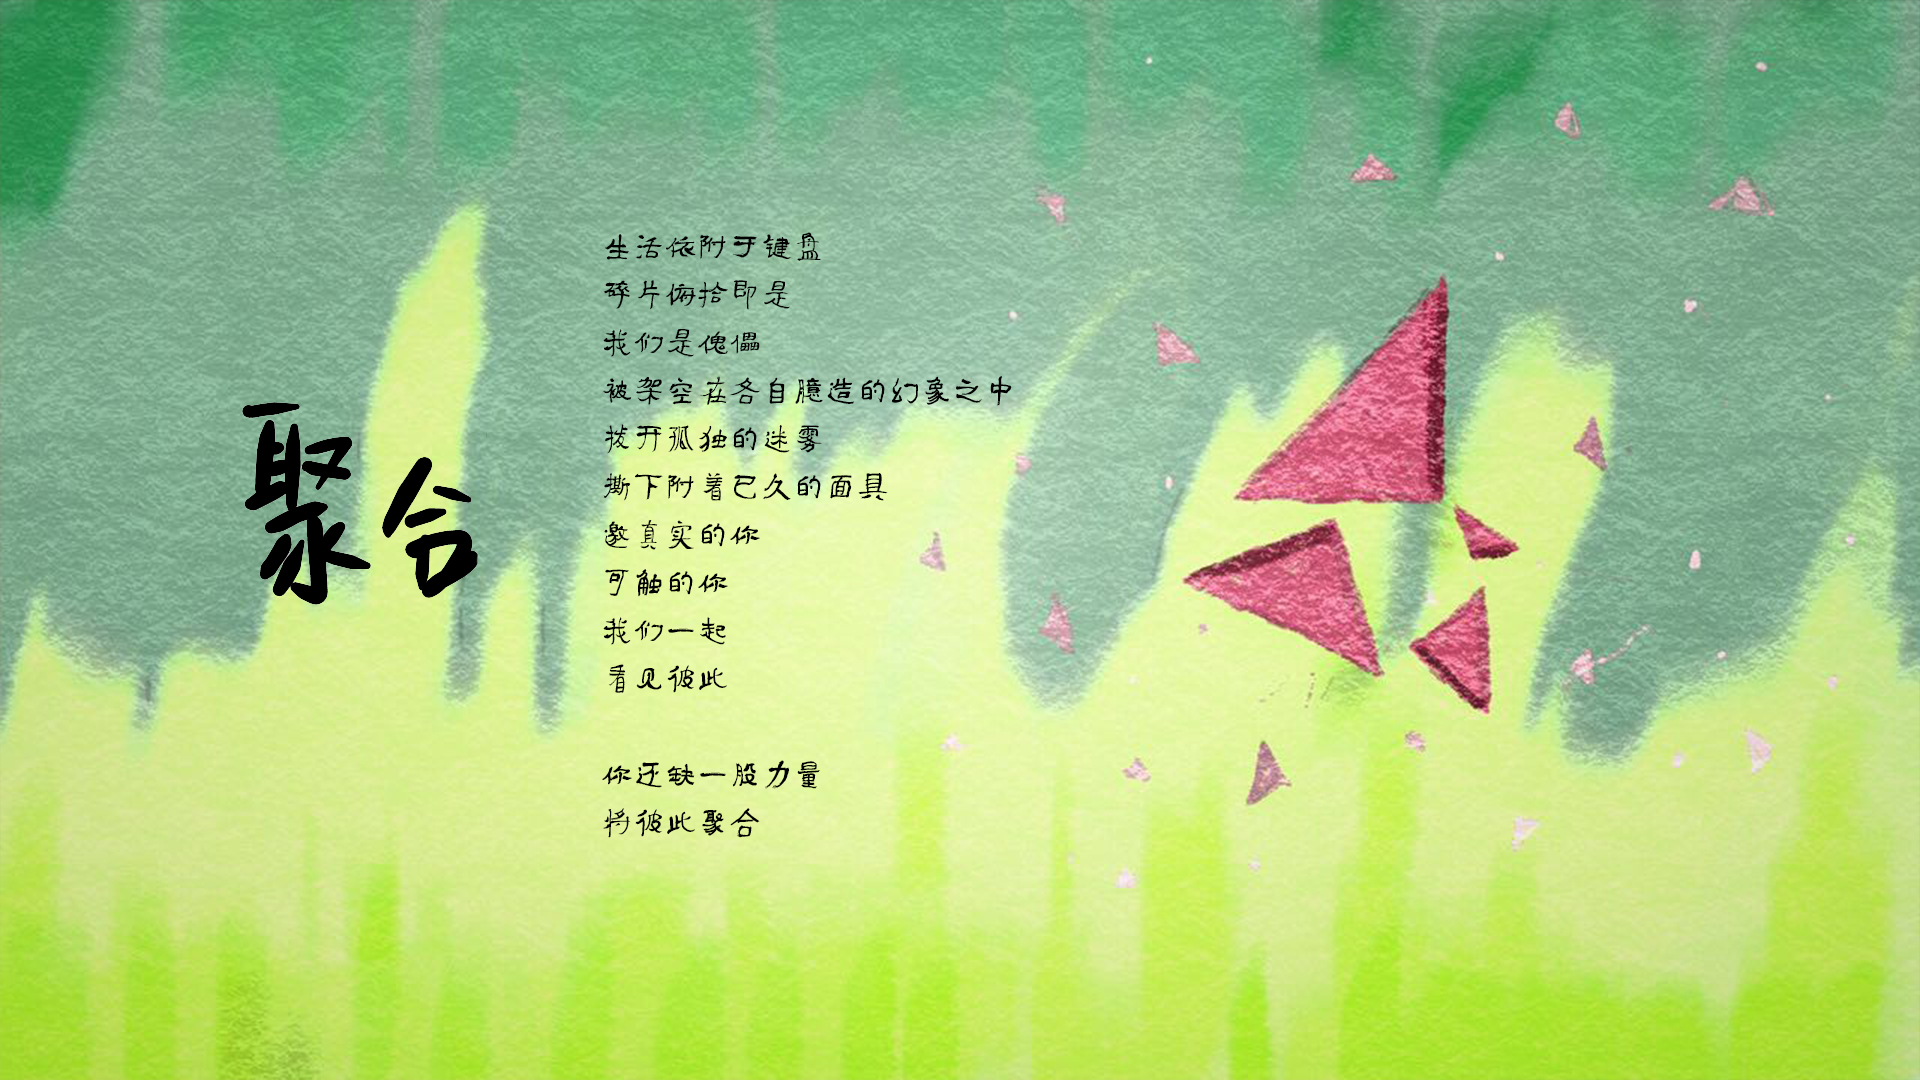 聚合
生活依附于键盘
碎片俯拾即是
我们是傀儡
被架空在各自臆造的幻象之中
拨开孤独的迷雾
撕下附着已久的面具
邀真实的你
可触的你
我们一起
看见彼此
你还缺一股力量
将彼此聚合